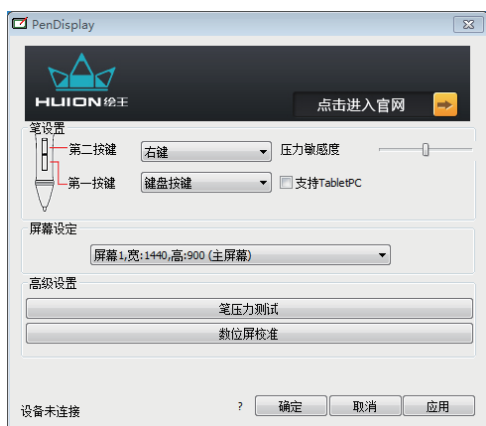 PenDisplay
HUION绘王
点击进入官网
笔设置
第二按键 右键 压力敏感度
第一按键 键盘按键 支持TabletPC
屏幕设定
屏幕1,宽:1440,高:900 (主屏幕)
高级设置
笔压力测试
数位屏校准
设备未连接 ? 确定 取消 应用